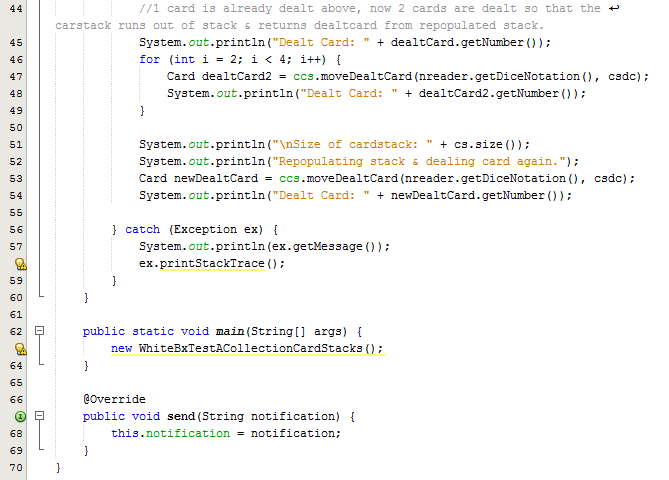 44 //1 card is already dealt above, now 2 cards are dealt so that the ↩
carstack runs out of stack & returns dealtcard from repopulated stack.
45 System.out.println("Dealt Card: " + dealtCard.getNumber());
46 for (int i = 2; i < 4; i++) {
47 Card dealtCard2 = ccs.moveDealtCard(nreader.getDiceNotation(), csdc);
48 System.out.println("Dealt Card: " + dealtCard2.getNumber());
49 }
50
51 System.out.println("\nSize of cardstack: " + cs.size());
52 System.out.println("Repopulating stack & dealing card again.");
53 Card newDealtCard = ccs.moveDealtCard(nreader.getDiceNotation(), csdc);
54 System.out.println("Dealt Card: " + newDealtCard.getNumber());
55
56 } catch (Exception ex) {
57 System.out.println(ex.getMessage());
ex.printStackTrace();
59 }
60 }
61
62 public static void main(String[] args) {
new WhiteBxTestACollectionCardStacks();
64 }
65
66 @Override
public void send(String notification) {
68 this.notification = notification;
69 }
70 }